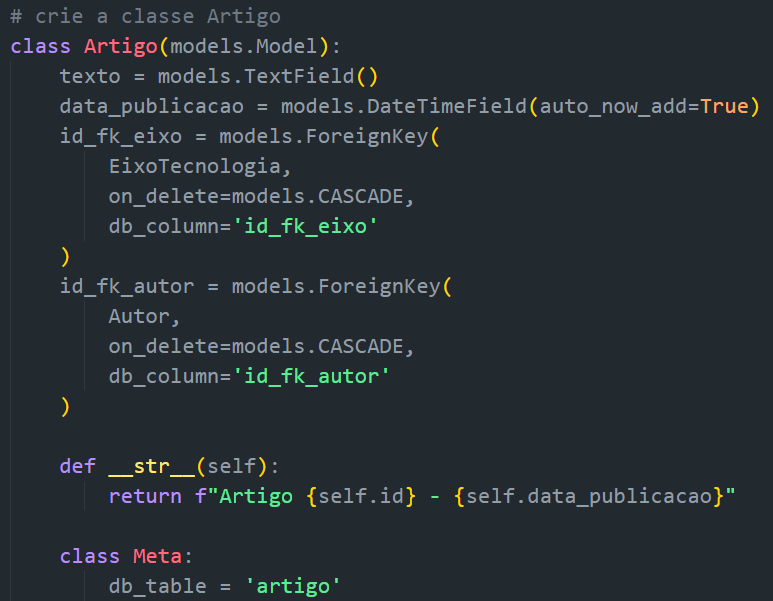 # crie a classe Artigo
class Artigo(models.Model):
    texto = models.TextField()
    data_publicacao = models.DateTimeField(auto_now_add=True)
    id_fk_eixo = models.ForeignKey(
        EixoTecnologia,
        on_delete=models.CASCADE,
        db_column='id_fk_eixo'
    )
    id_fk_autor = models.ForeignKey(
        Autor,
        on_delete=models.CASCADE,
        db_column='id_fk_autor'
    )

    def __str__(self):
        return f"Artigo {self.id} - {self.data_publicacao}"

    class Meta:
        db_table = 'artigo'